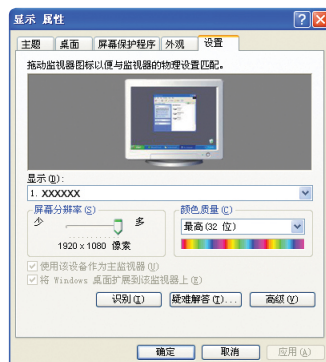 显示 属性
主题 桌面 屏幕保护程序 外观 设置
拖动监视器图标以便与监视器的物理设置匹配。
显示(D):
1. XXXXXX
屏幕分辨率(S)
少 多
1920 x 1080 像素
颜色质量(C)
最高(32 位)
使用该设备作为主监视器(U)
将 Windows 桌面扩展到该监视器上(E)
识别(I) 疑难解答(T)... 高级(V)
确定 取消 应用(A)